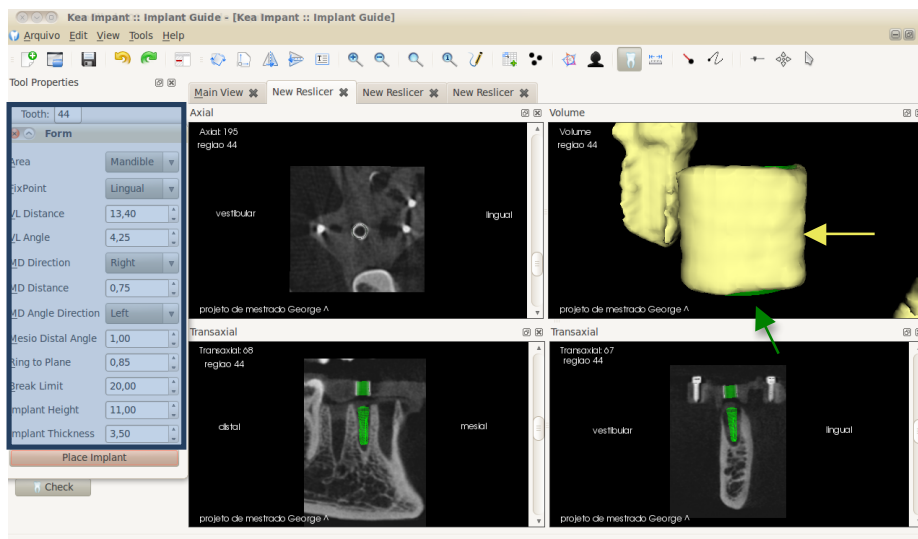 Kea Impant :: Implant Guide - [Kea Impant :: Implant Guide]
Arquivo Edit View Tools Help
Tool Properties
Main View New Reslicer New Reslicer New Reslicer
Tooth: 44
Form
Area Mandible
FixPoint Lingual
VL Distance 13,40
VL Angle 4,25
MD Direction Right
MD Distance 0,75
MD Angle Direction Left
Mesio Distal Angle 1,00
Ring to Plane 0,85
Break Limit 20,00
Implant Height 11,00
Implant Thickness 3,50
Place Implant
Check
Axial
Axial: 195
regiao 44
vestibular
lingual
projeto de mestrado George ^
Volume
Volume
regiao 44
projeto de mestrado George ^
Transaxial
Transaxial: 68
regiao 44
distal
mesial
projeto de mestrado George ^
Transaxial
Transaxial: 67
regiao 44
vestibular
lingual
projeto de mestrado George ^